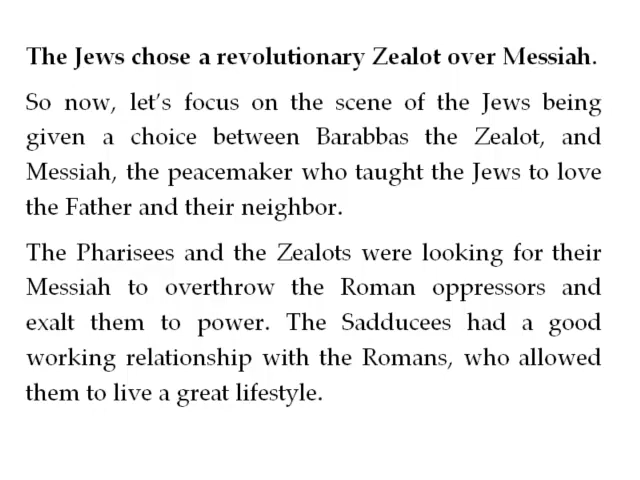 The Jews chose a revolutionary Zealot over Messiah.
So now, let's focus on the scene of the Jews being
given a choice between Barabbas the Zealot, and
Messiah, the peacemaker who taught the Jews to love
the Father and their neighbor.
The Pharisees and the Zealots were looking for their
Messiah to overthrow the Roman oppressors and
exalt them to power. The Sadducees had a good
working relationship with the Romans, who allowed
them to live a great lifestyle.